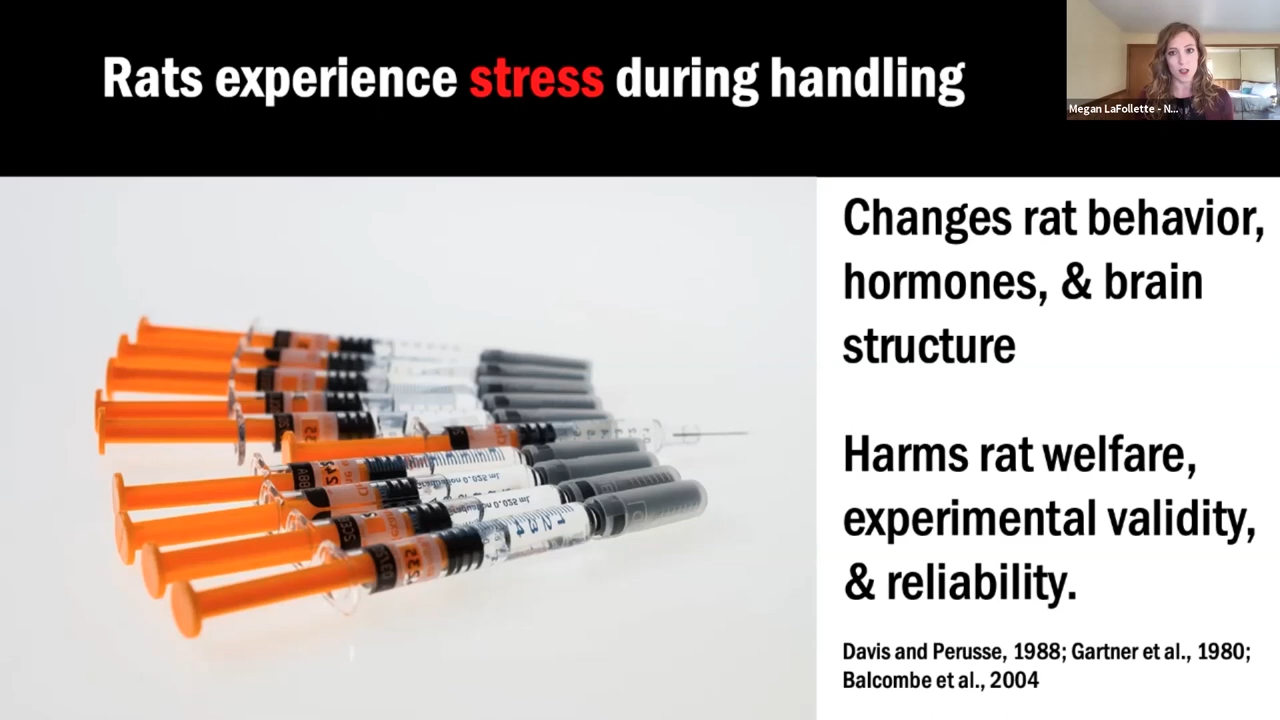 Rats experience stress during handling
Megan LaFollette - N...
Changes rat behavior,
hormones, & brain
structure
Harms rat welfare,
experimental validity,
& reliability.
Davis and Perusse, 1988; Gartner et al., 1980;
Balcombe et al., 2004